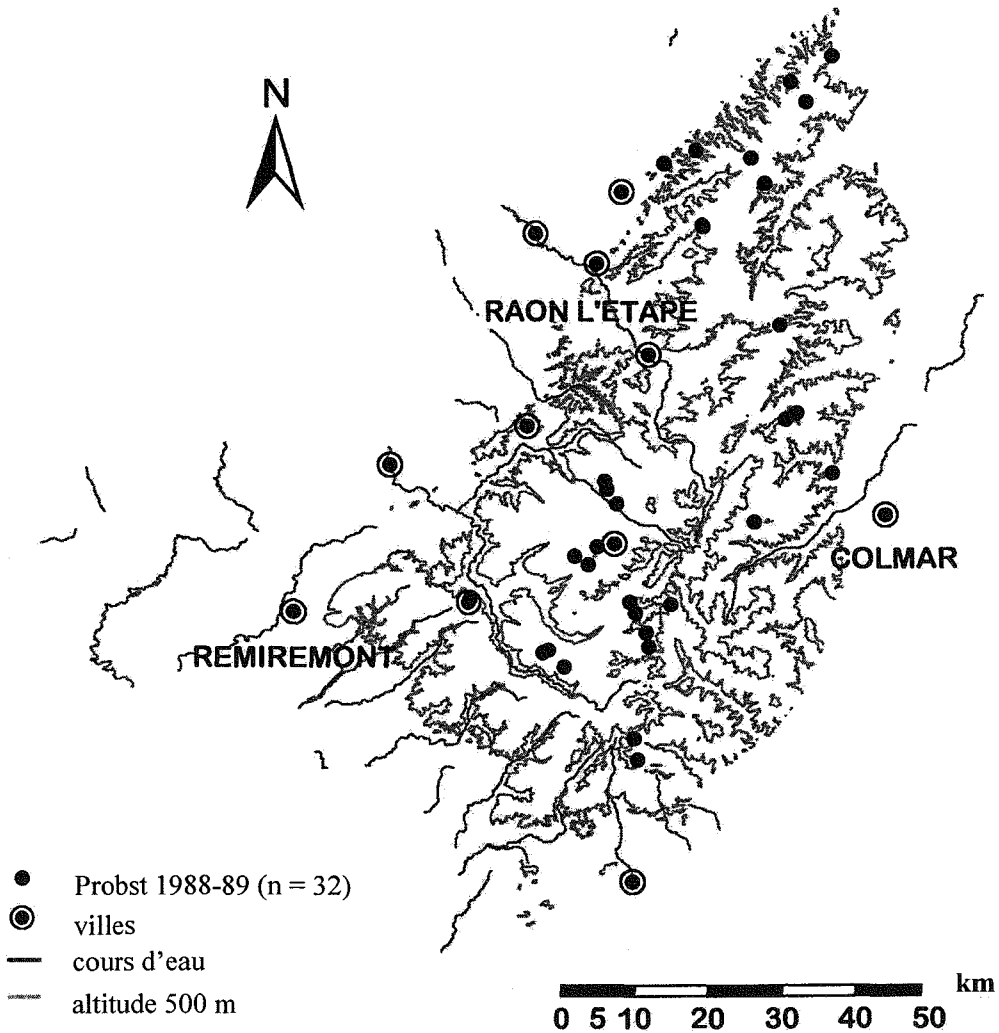 N
RAON L'ETAPE
COLMAR
REMIREMONT
Probst 1988-89 (n = 32)
villes
cours d'eau
altitude 500 m
km
0 5 10 20 30 40 50